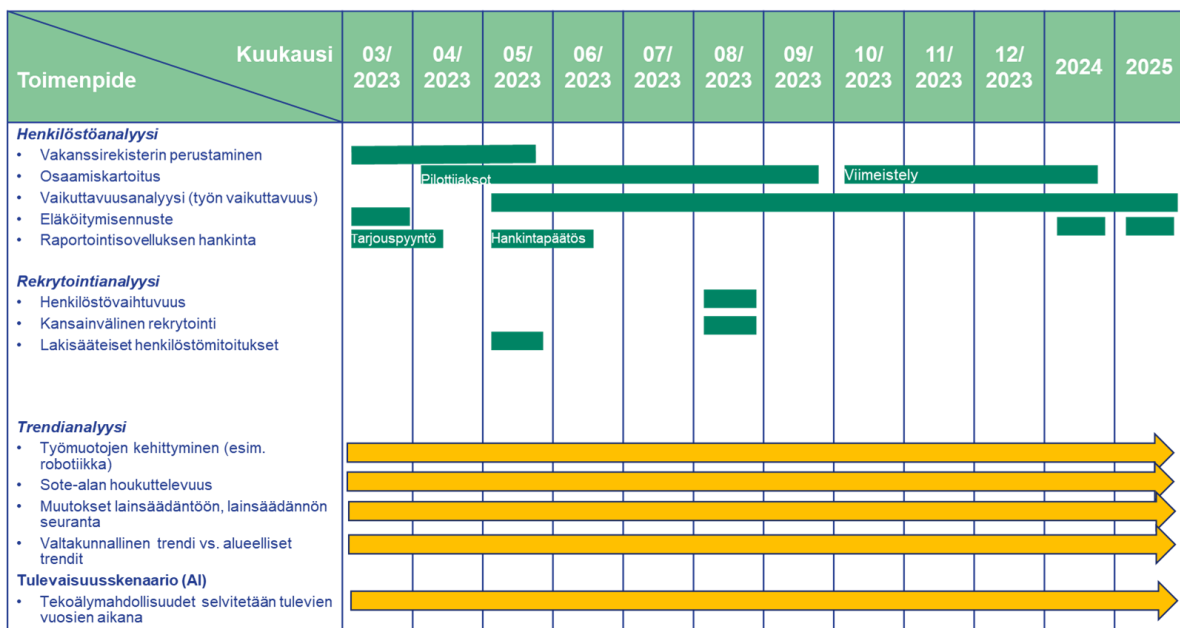 Kuukausi
Toimenpide
03/
2023
04/
2023
05/
2023
06/
2023
07/
2023
08/
2023
09/
2023
10/
2023
11/
2023
12/
2023
2024
2025
Henkilöstöanalyysi
• Vakanssirekisterin perustaminen
• Osaamiskartoitus
Pilottijaksot
Viimeistely
• Vaikuttavuusanalyysi (työn vaikuttavuus)
• Eläköitymisennuste
• Raportointisovelluksen hankinta
Tarjouspyyntö
Hankintapäätös
Rekrytointianalyysi
• Henkilöstövaihtuvuus
• Kansainvälinen rekrytointi
• Lakisääteiset henkilöstömitoitukset
Trendianalyysi
• Työmuotojen kehittyminen (esim.
robotiikka)
• Sote-alan houkuttelevuus
• Muutokset lainsäädäntöön, lainsäädännön
seuranta
• Valtakunnallinen trendi vs. alueelliset
trendit
Tulevaisuusskenaario (AI)
• Tekoälymahdollisuudet selvitetään tulevien
vuosien aikana